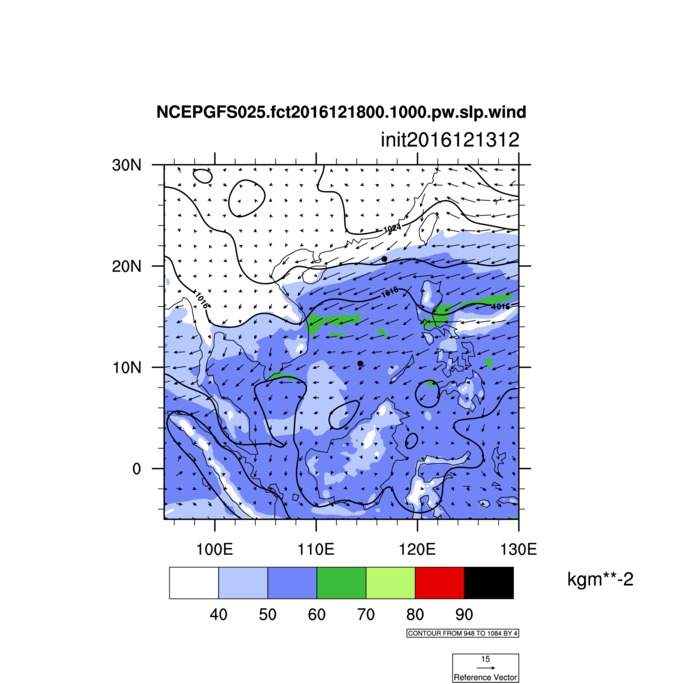 NCEPGFS025.fct2016121800.1000.pw.slp.wind
init2016121312
30N
1024
20N
1016
1016
1016
10N
0
100E 110E 120E 130E
kgm**-2
40 50 60 70 80 90
CONTOUR FROM 948 TO 1084 BY 4
15
Reference Vector